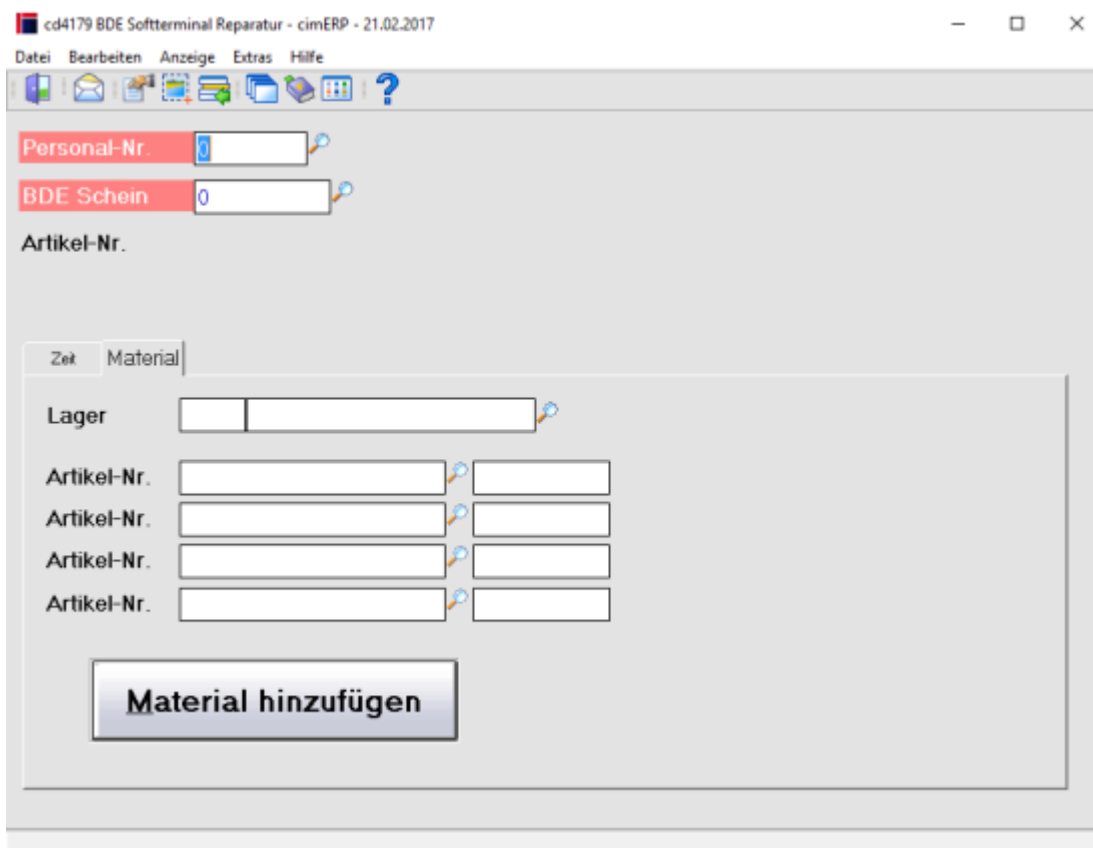 cd4179 BDE Softterminal Reparatur - cimERP - 21.02.2017
Datei Bearbeiten Anzeige Extras Hilfe
Personal-Nr. 0
BDE Schein 0
Artikel-Nr.
Zeit Material
Lager
Artikel-Nr.
Artikel-Nr.
Artikel-Nr.
Artikel-Nr.
Material hinzufügen